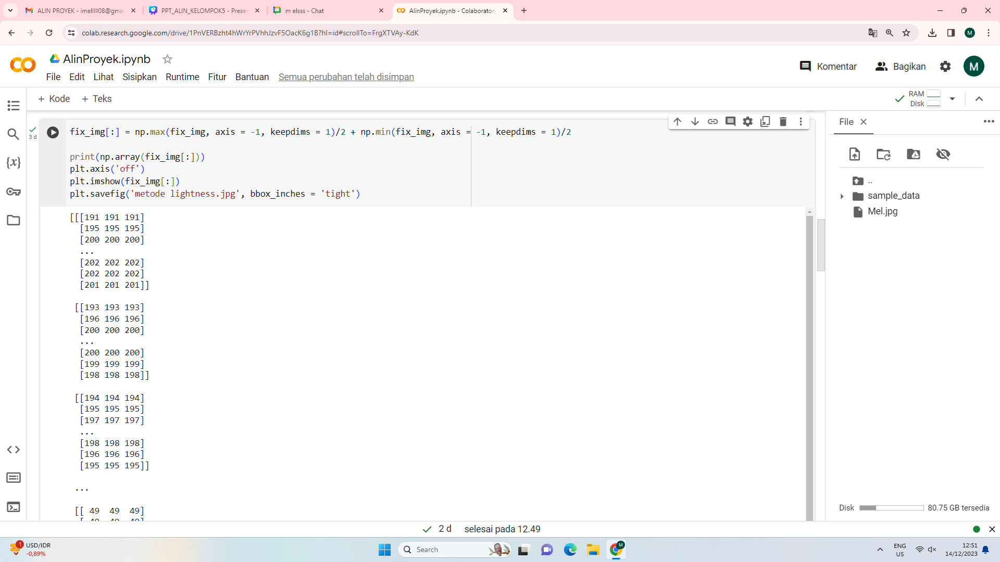 ALIN PROYEK - imelllll08@gma
PPT_ALIN_KELOMPOK5 - Prese
m elsss - Chat
AlinProyek.ipynb - Colaboratory
colab.research.google.com/drive/1PnVERBzht4hWrYrPVhhJzvF5OacK6g1B?hl=id#scrollTo=FrgXTVAy-KdK
M
AlinProyek.ipynb
Komentar
Bagikan
M
File Edit Lihat Sisipkan Runtime Fitur Bantuan Semua perubahan telah disimpan
+ Kode + Teks
RAM
Disk
3 d
fix_img[:] = np.max(fix_img, axis = -1, keepdims = 1)/2 + np.min(fix_img, axis = -1, keepdims = 1)/2
print(np.array(fix_img[:]))
plt.axis('off')
plt.imshow(fix_img[:])
plt.savefig('metode lightness.jpg', bbox_inches = 'tight')
[[[191 191 191]
[195 195 195]
[200 200 200]
...
[202 202 202]
[202 202 202]
[201 201 201]]
[[193 193 193]
[196 196 196]
[200 200 200]
...
[200 200 200]
[199 199 199]
[198 198 198]]
[[194 194 194]
[195 195 195]
[197 197 197]
...
[198 198 198]
[196 196 196]
[195 195 195]]
...
[[ 49 49 49]
File
..
sample_data
Mel.jpg
Disk 80.75 GB tersedia
2 d selesai pada 12.49
1
USD/IDR
-0,89%
Search
M
ENG
US
12:51
14/12/2023